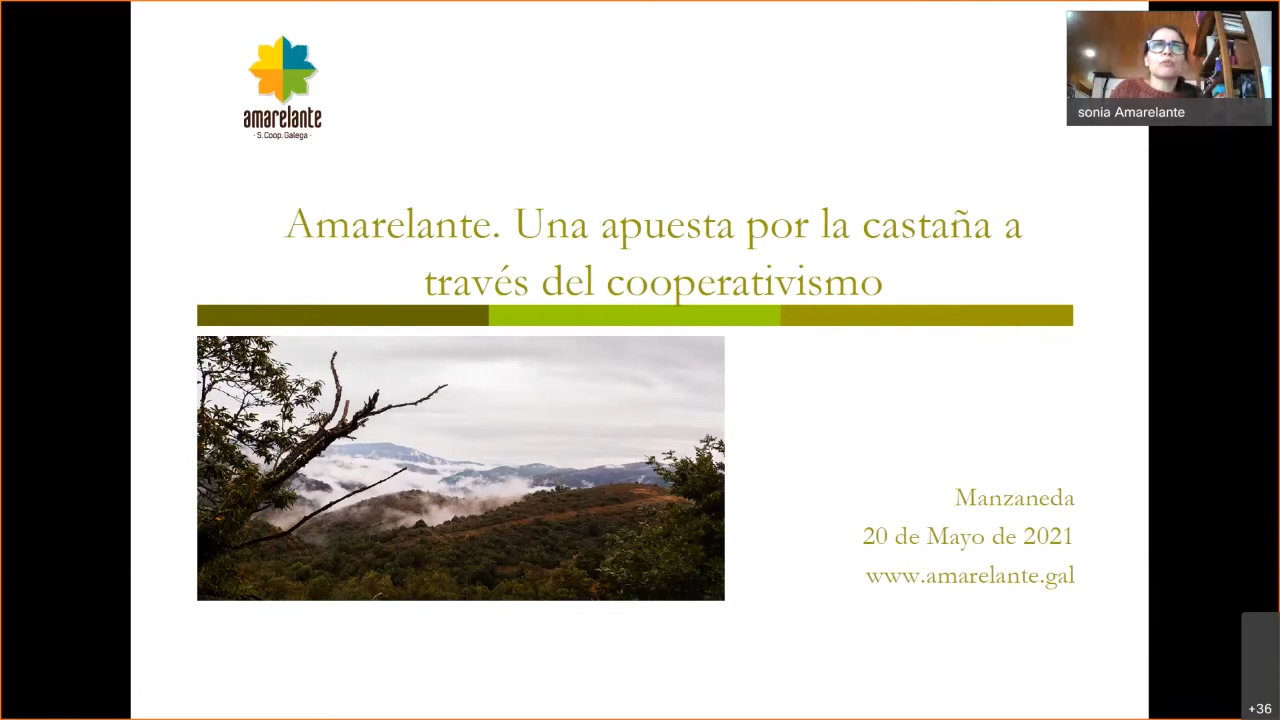 amarelante
· S.Coop.Galega ·
sonia Amarelante
Amarelante. Una apuesta por la castaña a
través del cooperativismo
Manzaneda
20 de Mayo de 2021
www.amarelante.gal
+36